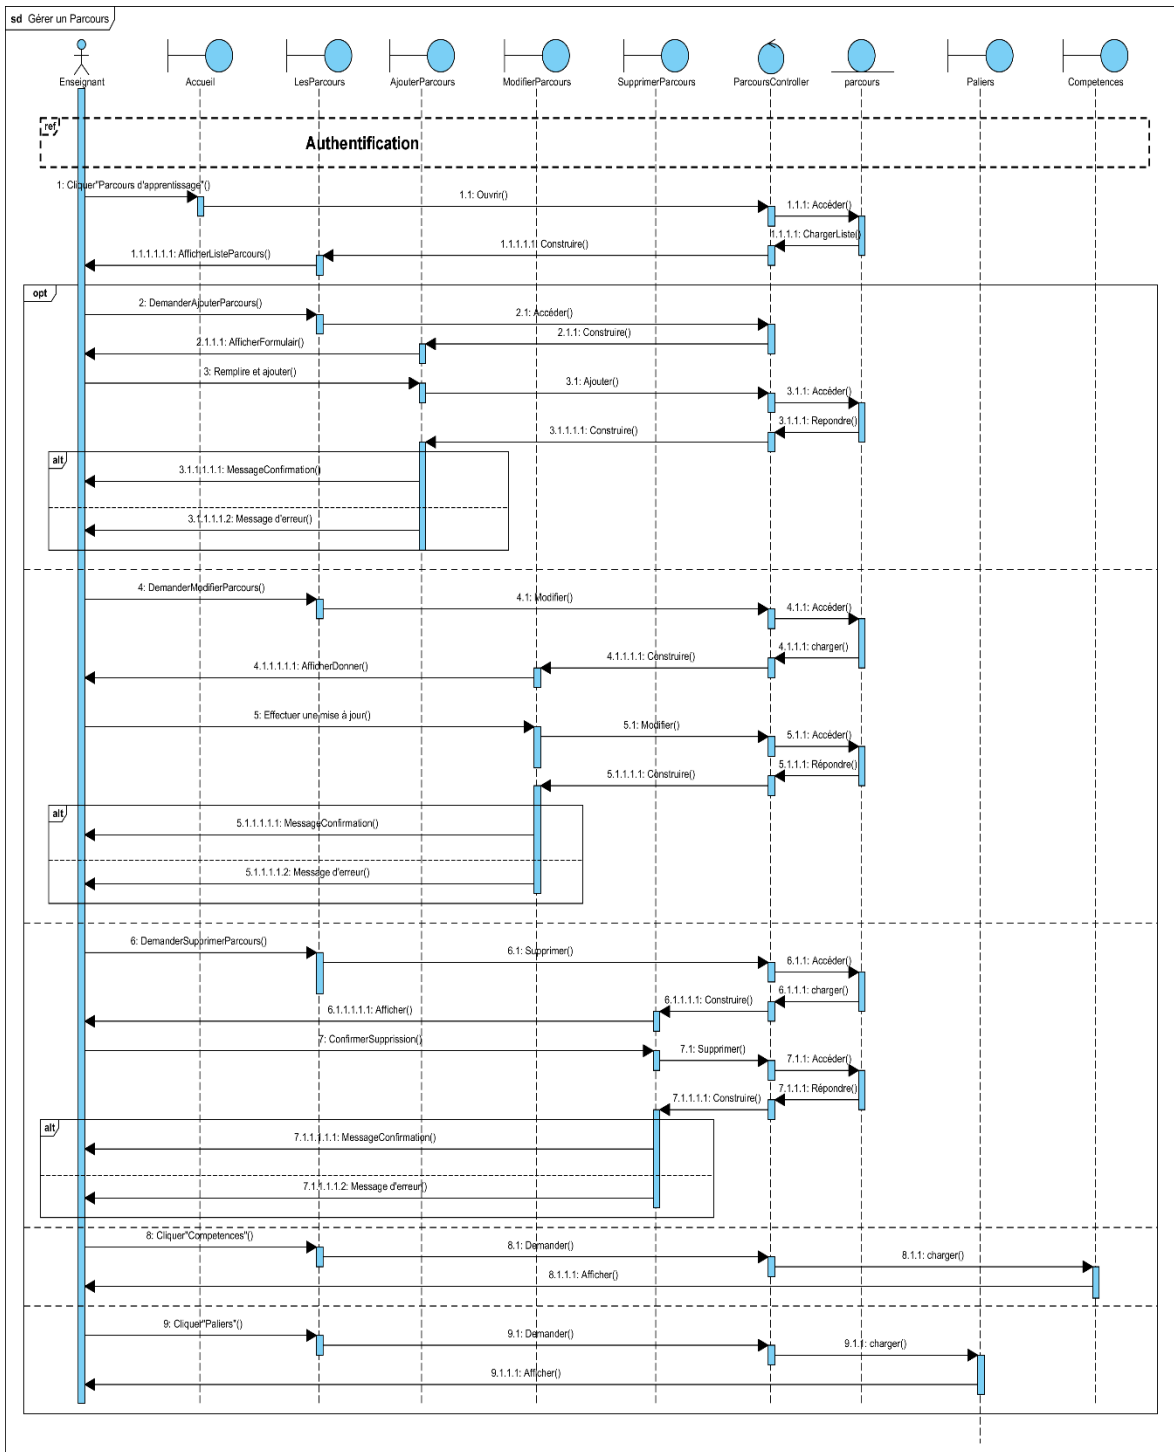 sd Gérer un Parcours
Enseignant
Accueil
LesParcours
AjouterParcours
ModifierParcours
SupprimerParcours
ParcoursController
parcours
Paliers
Competences
ref
Authentification
1: Cliquer"Parcours d'apprentissage"()
1.1: Ouvrir()
1.1.1: Accéder()
1.1.1.1: ChargerListe()
1.1.1.1.1: Construire()
1.1.1.1.1.1: AfficherListeParcours()
opt
2: DemanderAjouterParcours()
2.1: Accéder()
2.1.1: Construire()
2.1.1.1: AfficherFormulair()
3: Remplire et ajouter()
3.1: Ajouter()
3.1.1: Accéder()
3.1.1.1: Repondre()
3.1.1.1.1: Construire()
alt
3.1.1.1.1.1: MessageConfirmation()
3.1.1.1.1.2: Message d'erreur()
4: DemanderModifierParcours()
4.1: Modifier()
4.1.1: Accéder()
4.1.1.1: charger()
4.1.1.1.1: Construire()
4.1.1.1.1.1: AfficherDonner()
5: Effectuer une mise à jour()
5.1: Modifier()
5.1.1: Accéder()
5.1.1.1: Répondre()
5.1.1.1.1: Construire()
alt
5.1.1.1.1.1: MessageConfirmation()
5.1.1.1.1.2: Message d'erreur()
6: DemanderSupprimerParcours()
6.1: Supprimer()
6.1.1: Accéder()
6.1.1.1: charger()
6.1.1.1.1: Construire()
6.1.1.1.1.1: Afficher()
7: ConfirmerSupprission()
7.1: Supprimer()
7.1.1: Accéder()
7.1.1.1: Répondre()
7.1.1.1.1: Construire()
alt
7.1.1.1.1.1: MessageConfirmation()
7.1.1.1.1.2: Message d'erreur()
8: Cliquer"Competences"()
8.1: Demander()
8.1.1: charger()
8.1.1.1: Afficher()
9: Cliquer"Paliers"()
9.1: Demander()
9.1.1: charger()
9.1.1.1: Afficher()